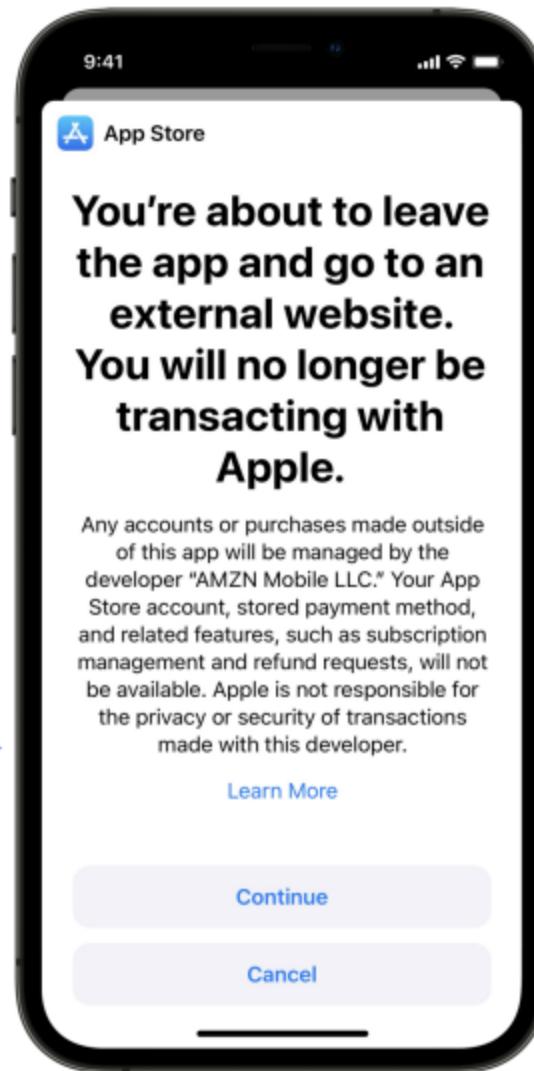 9:41
App Store
You're about to leave
the app and go to an
external website.
You will no longer be
transacting with
Apple.
Any accounts or purchases made outside
of this app will be managed by the
developer “AMZN Mobile LLC.” Your App
Store account, stored payment method,
and related features, such as subscription
management and refund requests, will not
be available. Apple is not responsible for
the privacy or security of transactions
made with this developer.
Learn More
Continue
Cancel